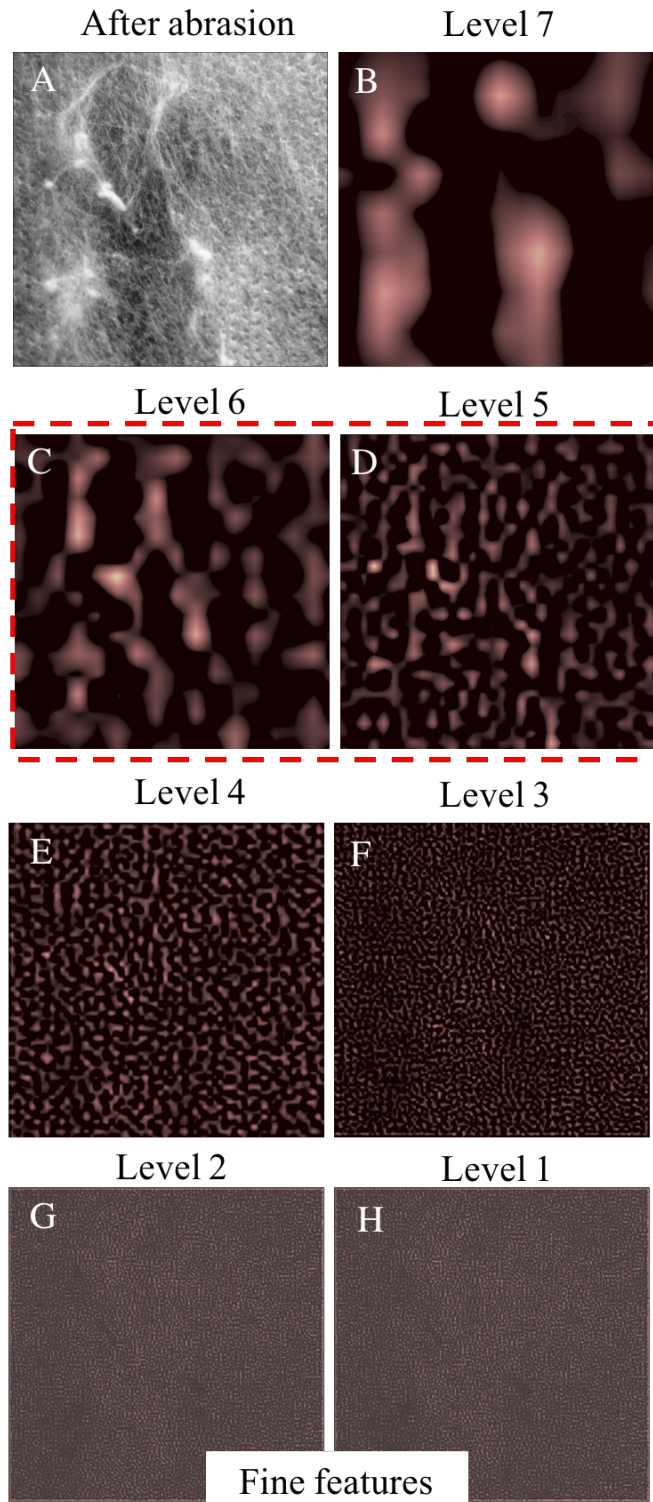 After abrasion
Level 7
A
B
Level 6
Level 5
C
D
Level 4
Level 3
E
F
Level 2
Level 1
G
H
Fine features